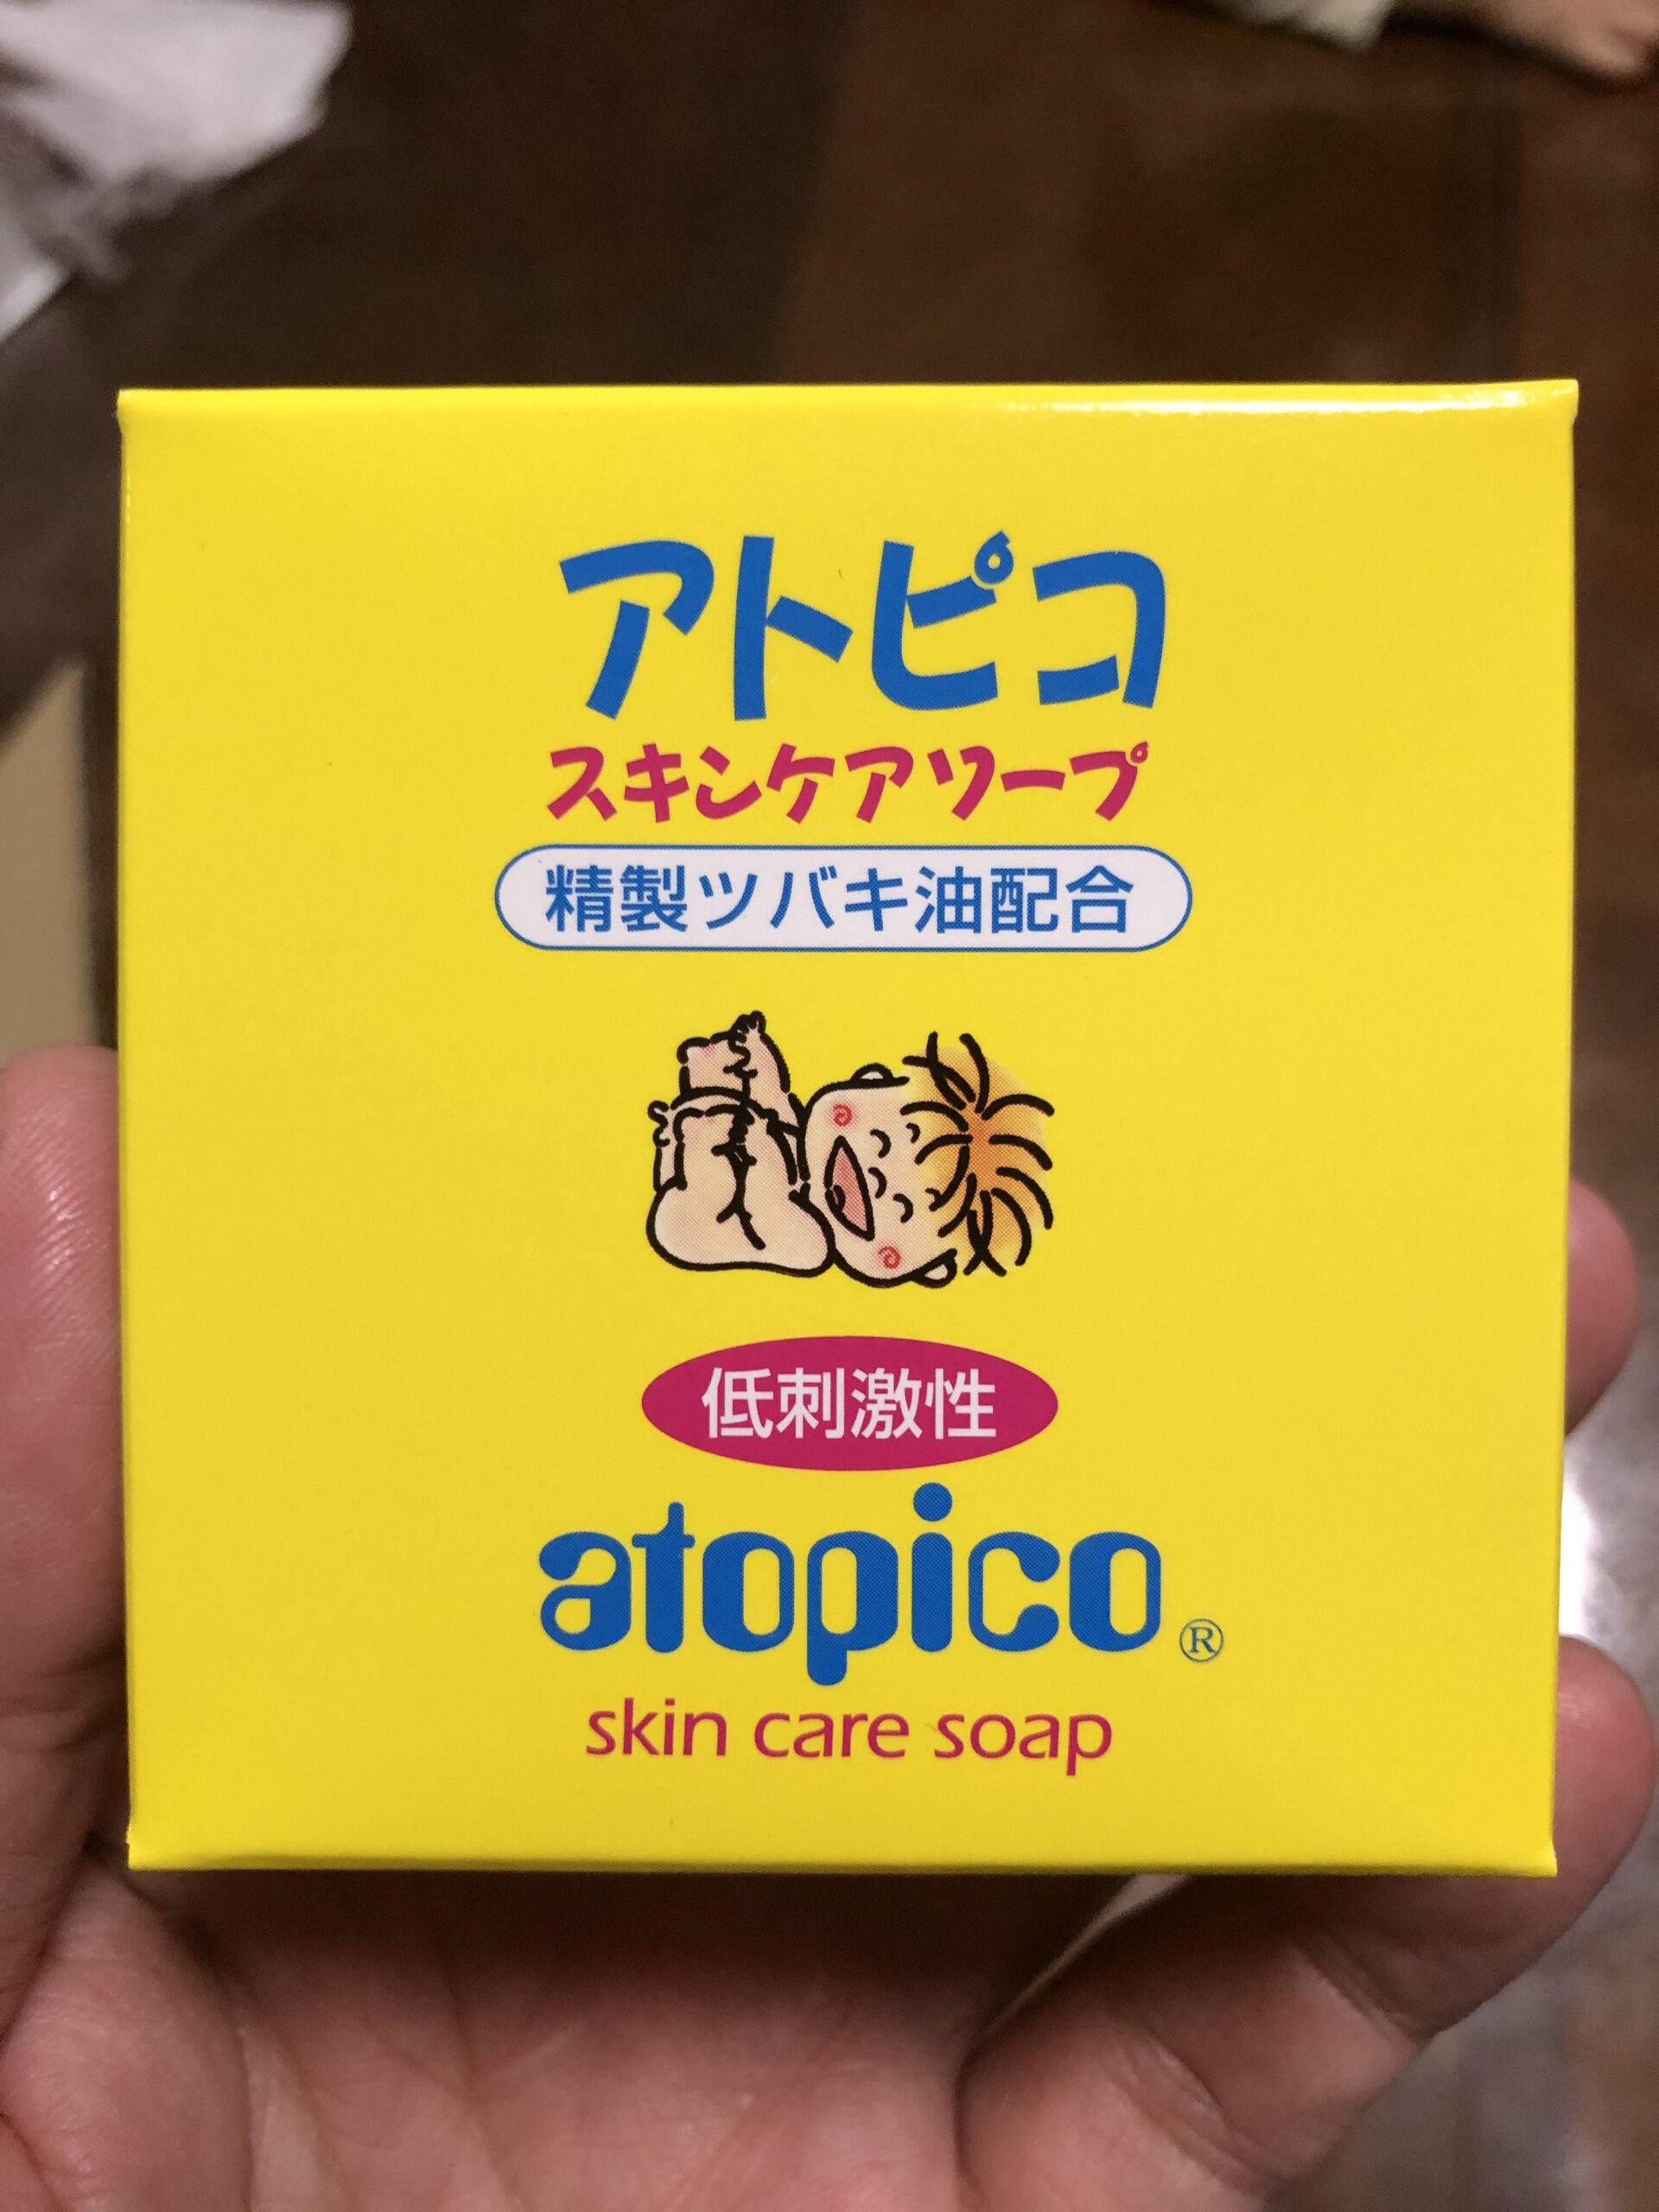 アトピコ
スキンケアソープ
精製ツバキ油配合
低刺激性
atopico®
skin care soap